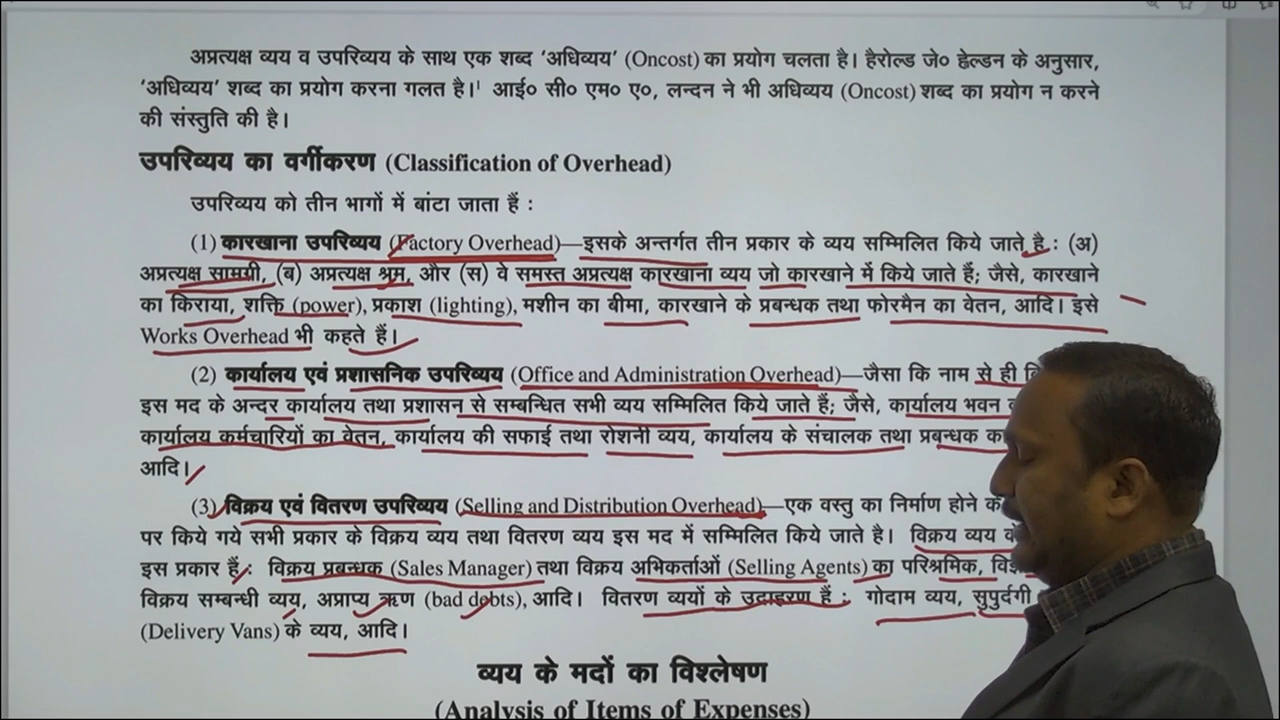 अप्रत्यक्ष व्यय व उपरिव्यय के साथ एक शब्द ‘अधिव्यय’ (Oncost) का प्रयोग चलता है। हैरोल्ड जे० ह्वेल्डन के अनुसार,
‘अधिव्यय’ शब्द का प्रयोग करना गलत है।¹ आई० सी० एम० ए०, लन्दन ने भी अधिव्यय (Oncost) शब्द का प्रयोग न करने
की संस्तुति की है।
उपरिव्यय का वर्गीकरण (Classification of Overhead)
उपरिव्यय को तीन भागों में बांटा जाता हैं :
(1) कारखाना उपरिव्यय (Factory Overhead)—इसके अन्तर्गत तीन प्रकार के व्यय सम्मिलित किये जाते है : (अ)
अप्रत्यक्ष सामग्री, (ब) अप्रत्यक्ष श्रम, और (स) वे समस्त अप्रत्यक्ष कारखाना व्यय जो कारखाने में किये जाते हैं; जैसे, कारखाने
का किराया, शक्ति (power), प्रकाश (lighting), मशीन का बीमा, कारखाने के प्रबन्धक तथा फोरमैन का वेतन, आदि। इसे
Works Overhead भी कहते हैं।
(2) कार्यालय एवं प्रशासनिक उपरिव्यय (Office and Administration Overhead)—जैसा कि नाम से ही
इस मद के अन्दर कार्यालय तथा प्रशासन से सम्बन्धित सभी व्यय सम्मिलित किये जाते हैं; जैसे, कार्यालय भवन
कार्यालय कर्मचारियों का वेतन, कार्यालय की सफाई तथा रोशनी व्यय, कार्यालय के संचालक तथा प्रबन्धक
आदि।
(3) विक्रय एवं वितरण उपरिव्यय (Selling and Distribution Overhead)—एक वस्तु का निर्माण होने के
पर किये गये सभी प्रकार के विक्रय व्यय तथा वितरण व्यय इस मद में सम्मिलित किये जाते है। विक्रय व्यय
इस प्रकार हैं : विक्रय प्रबन्धक (Sales Manager) तथा विक्रय अभिकर्ताओं (Selling Agents) का परिश्रमिक,
विक्रय सम्बन्धी व्यय, अप्राप्य ऋण (bad debts), आदि। वितरण व्ययों के उदाहरण हैं : गोदाम व्यय, सुपुर्दगी
(Delivery Vans) के व्यय, आदि।
व्यय के मदों का विश्लेषण
(Analysis of Items of Expenses)